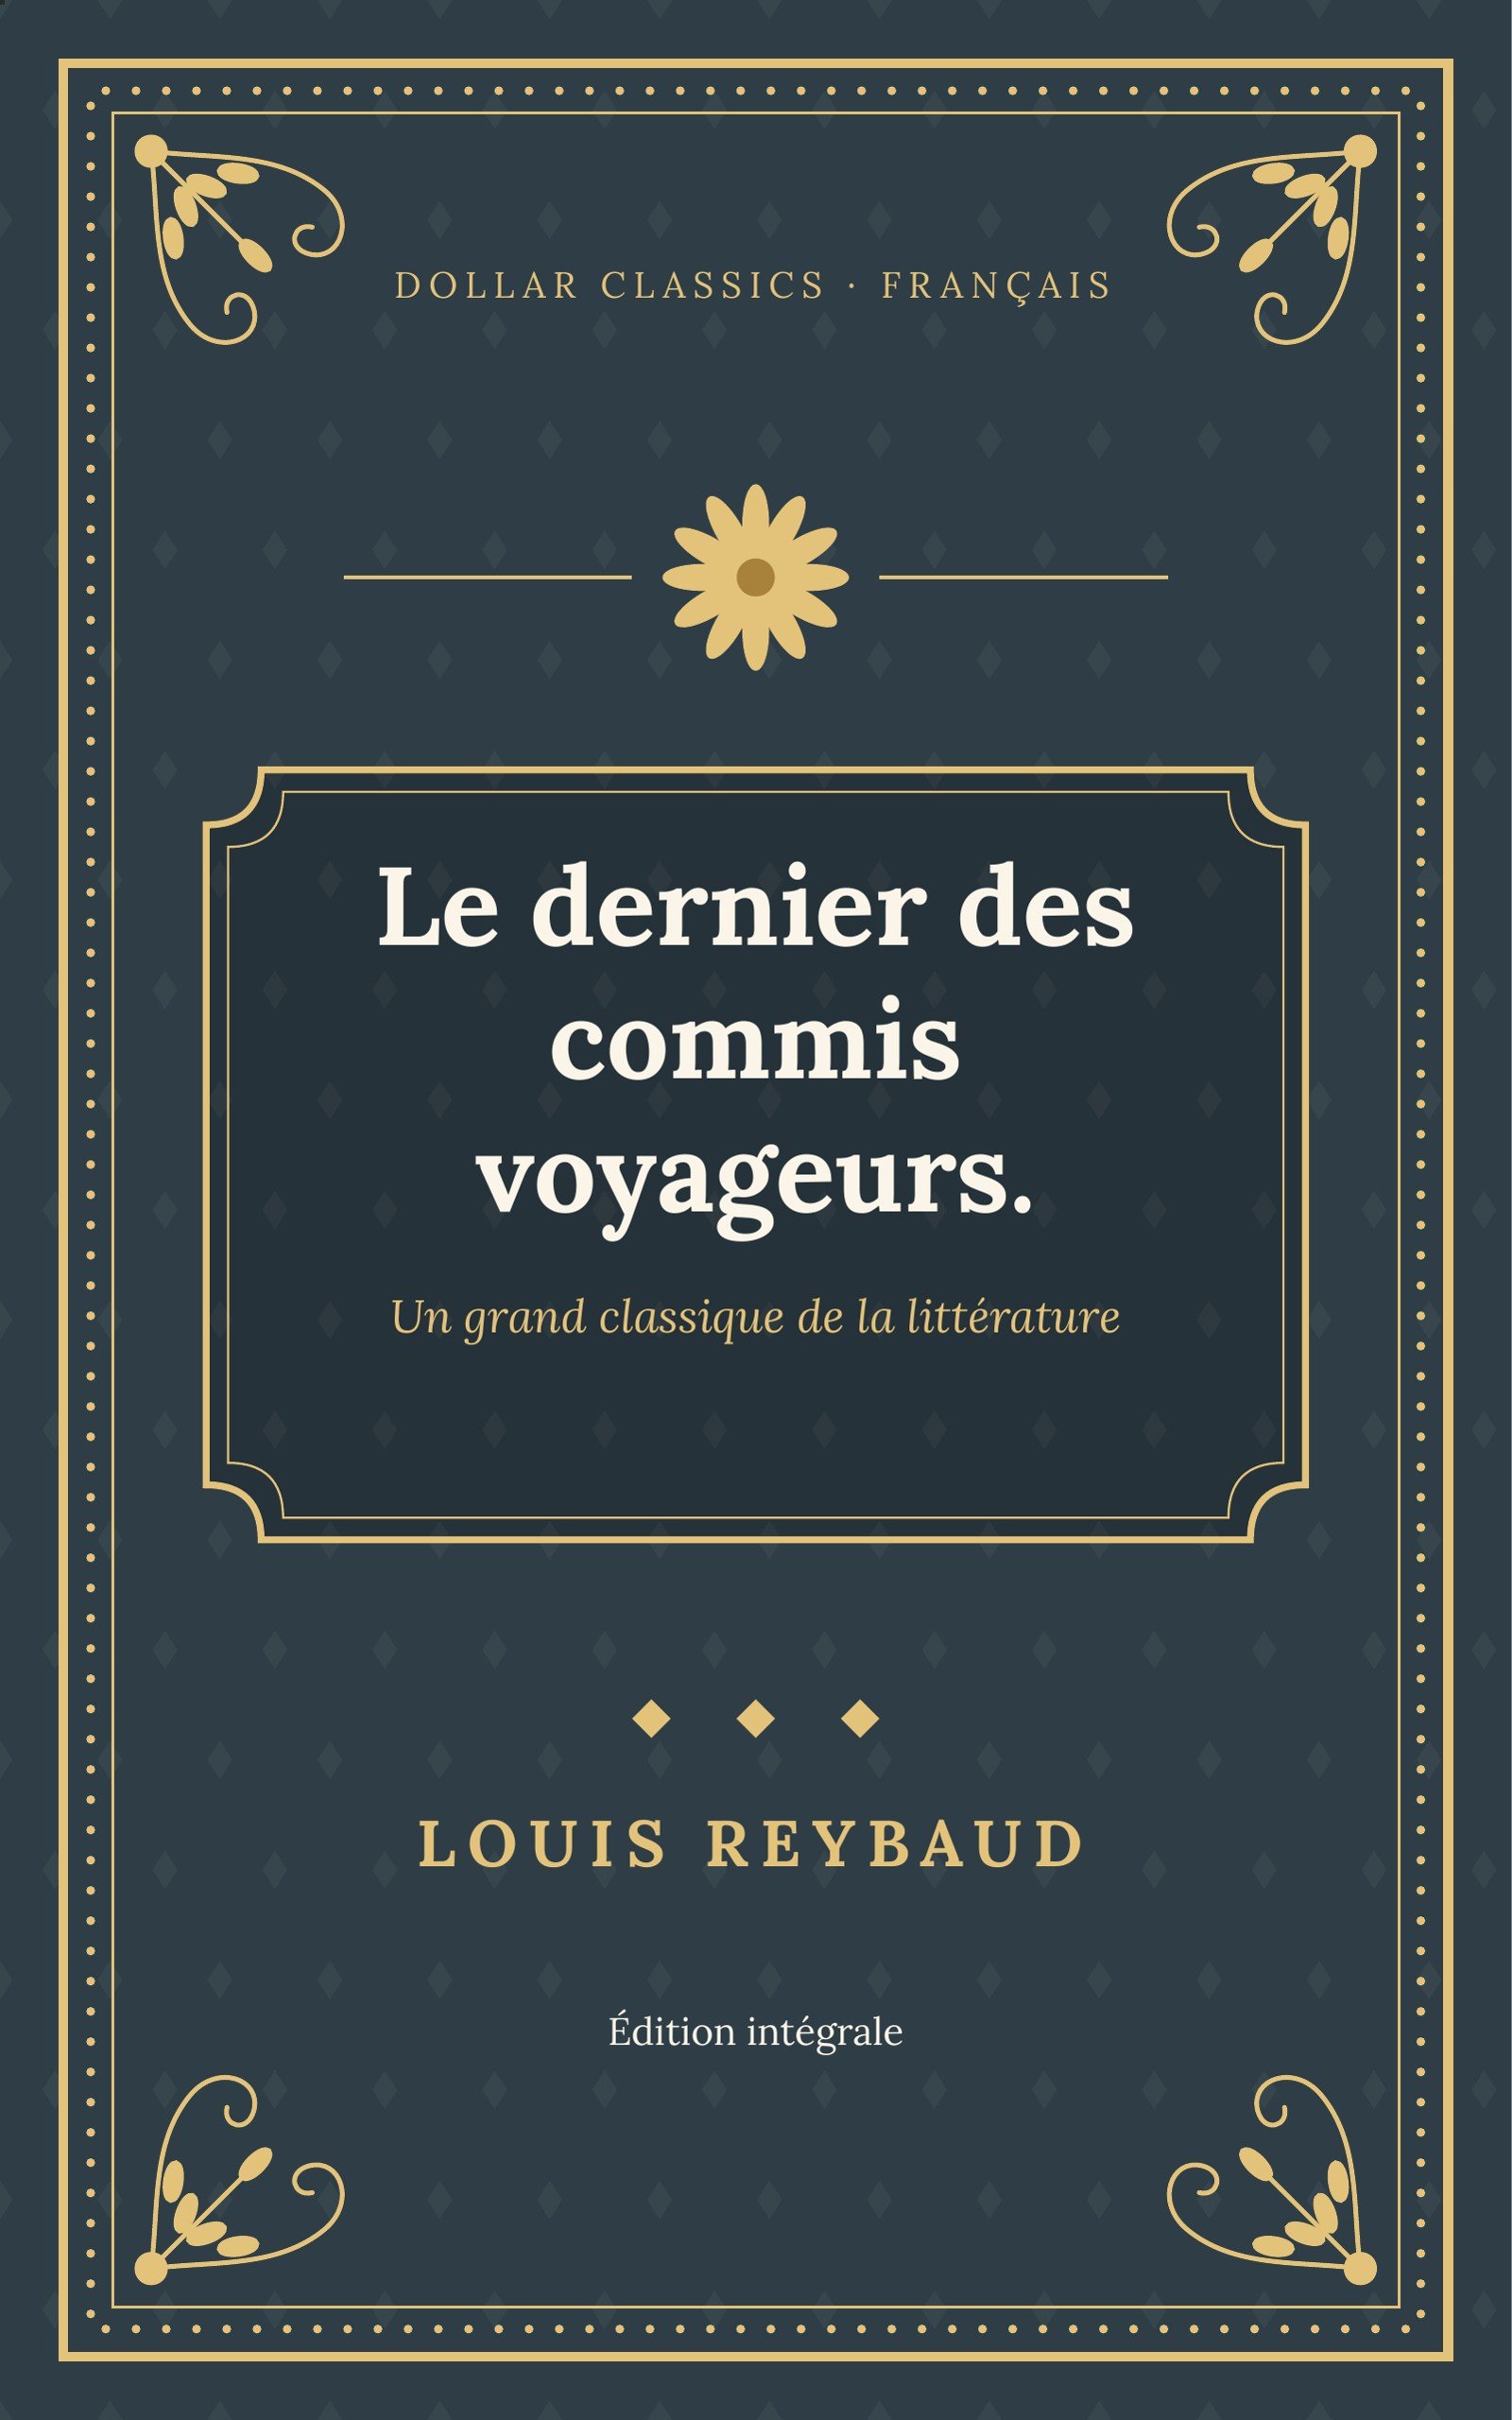 DOLLAR CLASSICS · FRANÇAIS
Le dernier des
commis
voyageurs.
Un grand classique de la littérature
LOUIS REYBAUD
Édition intégrale